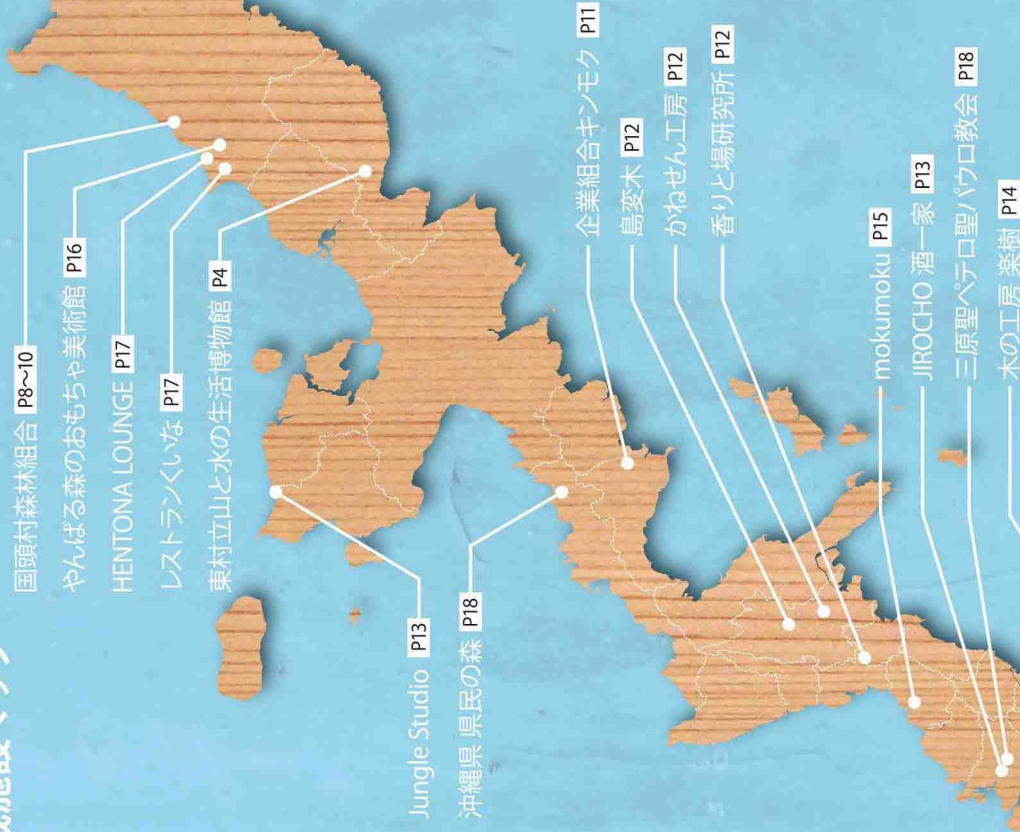 施設マップ
国頭村森林組合 P8～10
やんばる森のおもちゃ美術館 P16
HENTONA LOUNGE P17
レストランくいな P17
東村立山と水の生活博物館 P4
Jungle Studio P13
沖縄県 県民の森 P18
企業組合キンモク P11
島変木 P12
かねせん工房 P12
香りと場研究所 P12
mokumoku P15
JIROCHO 酒一家 P13
三原聖ペテロ聖パウロ教会 P18
木の工房 楽樹 P14